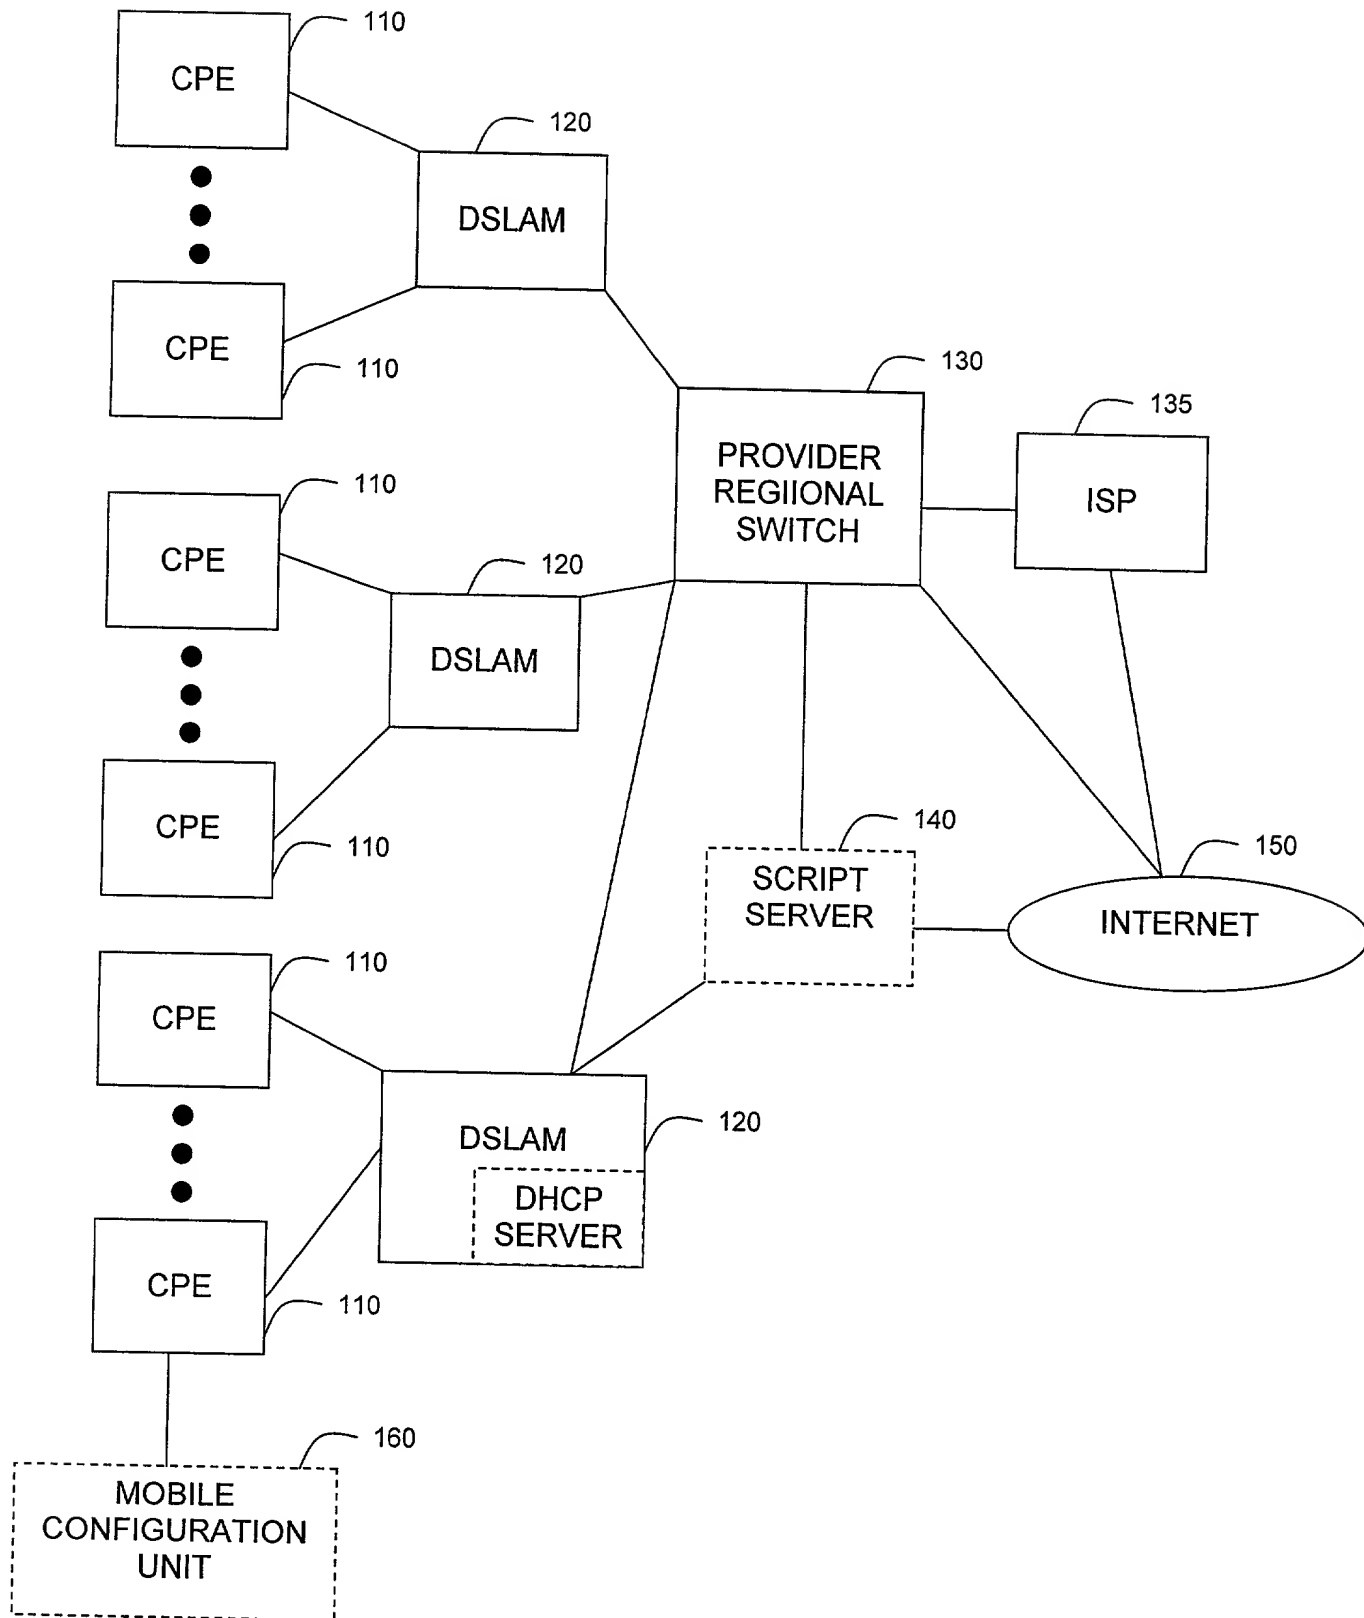 110
CPE
120
DSLAM
CPE
110
130
135
PROVIDER
REGIIONAL
SWITCH
ISP
110
CPE
120
DSLAM
CPE
110
140
SCRIPT
SERVER
150
INTERNET
110
CPE
120
DSLAM
DHCP
SERVER
CPE
110
160
MOBILE
CONFIGURATION
UNIT